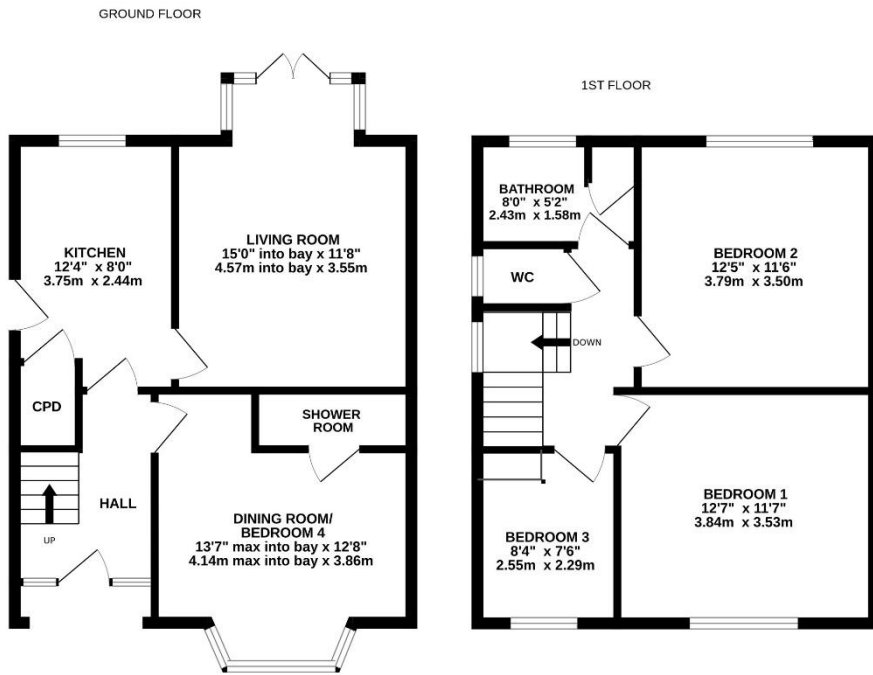 GROUND FLOOR
KITCHEN
12'4" x 8'0"
3.75m x 2.44m
LIVING ROOM
15'0" into bay x 11'8"
4.57m into bay x 3.55m
CPD
SHOWER
ROOM
HALL
UP
DINING ROOM/
BEDROOM 4
13'7" max into bay x 12'8"
4.14m max into bay x 3.86m
1ST FLOOR
BATHROOM
8'0" x 5'2"
2.43m x 1.58m
WC
BEDROOM 2
12'5" x 11'6"
3.79m x 3.50m
DOWN
BEDROOM 1
12'7" x 11'7"
3.84m x 3.53m
BEDROOM 3
8'4" x 7'6"
2.55m x 2.29m